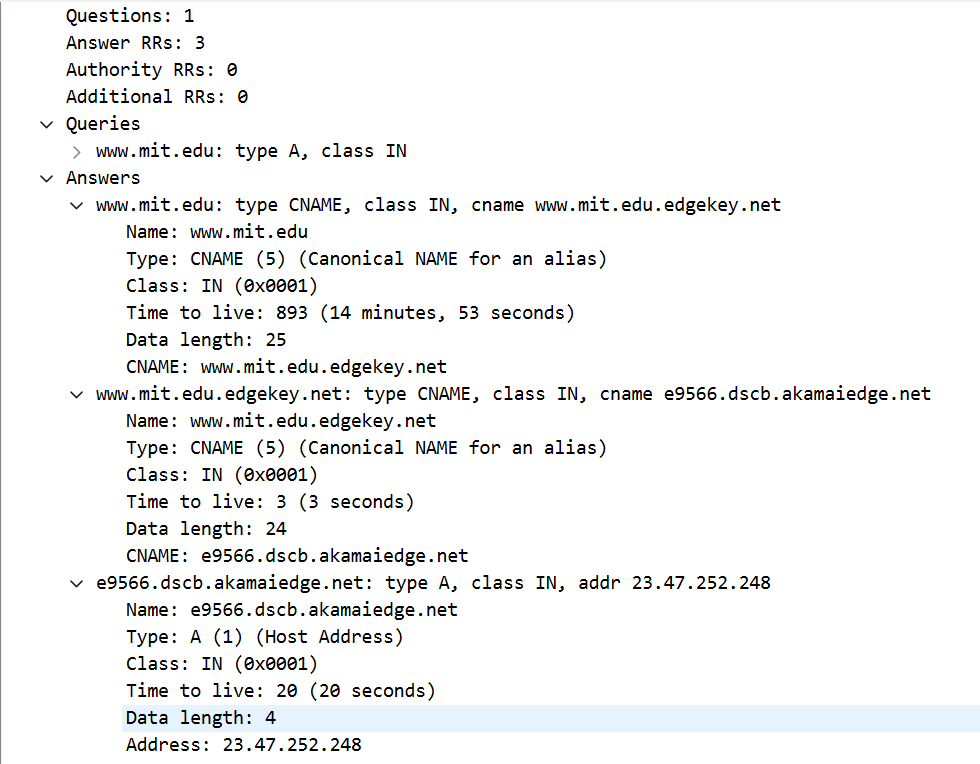 Questions: 1
Answer RRs: 3
Authority RRs: 0
Additional RRs: 0
Queries
www.mit.edu: type A, class IN
Answers
www.mit.edu: type CNAME, class IN, cname www.mit.edu.edgekey.net
Name: www.mit.edu
Type: CNAME (5) (Canonical NAME for an alias)
Class: IN (0x0001)
Time to live: 893 (14 minutes, 53 seconds)
Data length: 25
CNAME: www.mit.edu.edgekey.net
www.mit.edu.edgekey.net: type CNAME, class IN, cname e9566.dscb.akamaiedge.net
Name: www.mit.edu.edgekey.net
Type: CNAME (5) (Canonical NAME for an alias)
Class: IN (0x0001)
Time to live: 3 (3 seconds)
Data length: 24
CNAME: e9566.dscb.akamaiedge.net
e9566.dscb.akamaiedge.net: type A, class IN, addr 23.47.252.248
Name: e9566.dscb.akamaiedge.net
Type: A (1) (Host Address)
Class: IN (0x0001)
Time to live: 20 (20 seconds)
Data length: 4
Address: 23.47.252.248